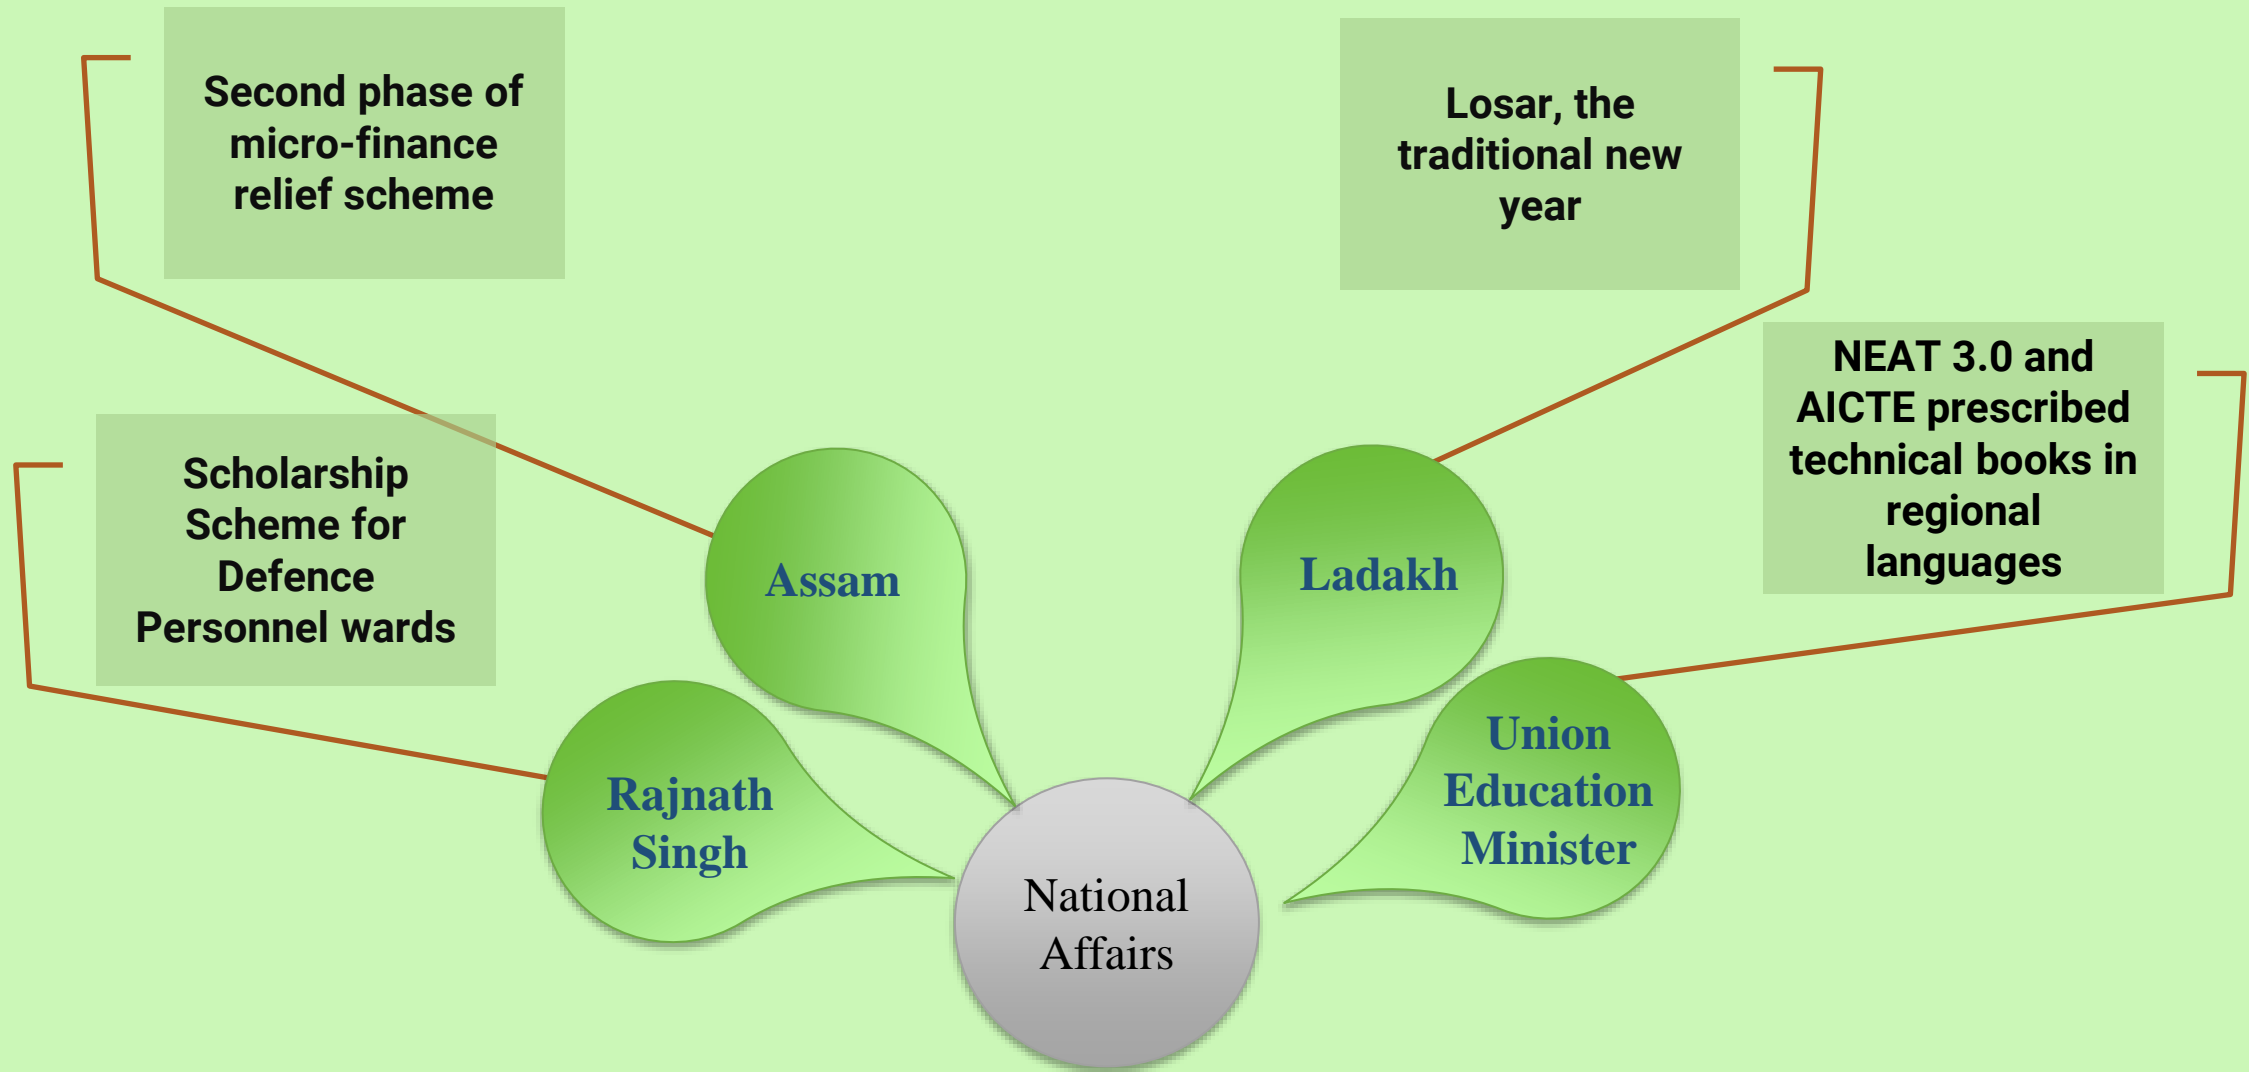 Second phase of
micro-finance
relief scheme
Losar, the
traditional new
year
NEAT 3.0 and
AICTE prescribed
technical books in
regional
languages
Scholarship
Scheme for
Defence
Personnel wards
Assam
Ladakh
Rajnath
Singh
Union
Education
Minister
National
Affairs